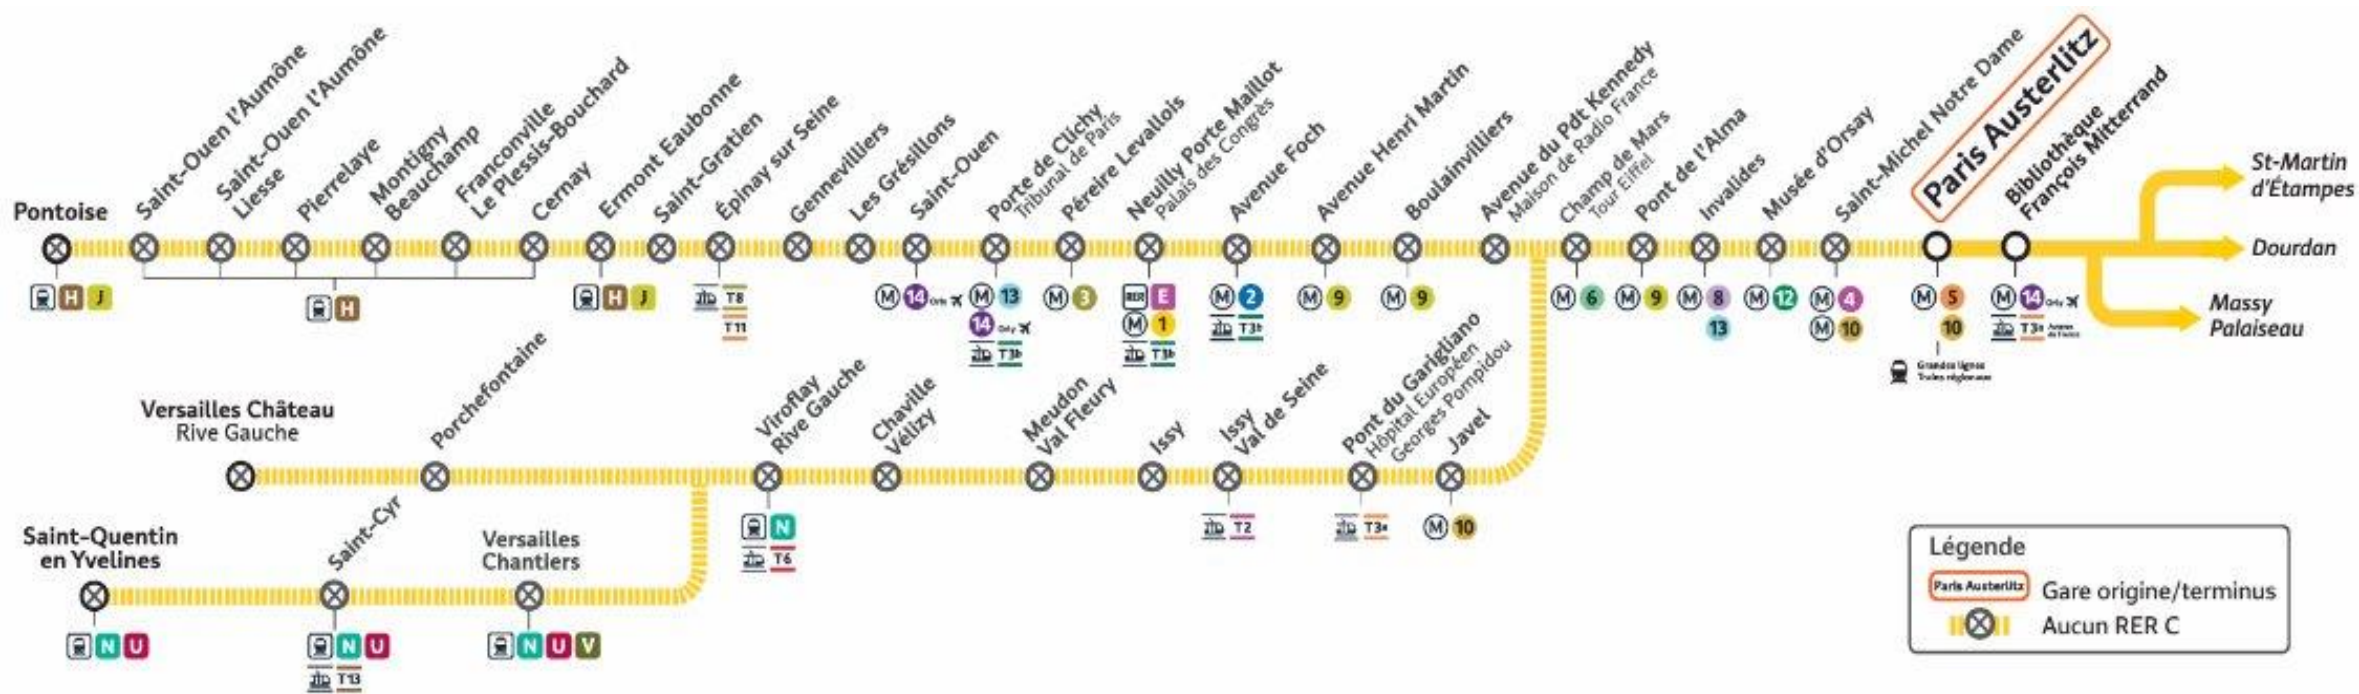 Pontoise
Saint-Ouen l'Aumône
Saint-Ouen l'Aumône
Liesse
Pierrelaye
Montigny
Beauchamp
Franconville
Le Plessis-Bouchard
Cernay
Ermont Eaubonne
Saint-Gratien
Épinay sur Seine
Gennevilliers
Les Grésillons
Saint-Ouen
Porte de Clichy
Tribunal de Paris
Péreire Levallois
Neuilly Porte Maillot
Palais des Congrès
Avenue Foch
Avenue Henri Martin
Boulainvilliers
Avenue du Pdt Kennedy
Maison de Radio France
Champ de Mars
Tour Eiffel
Pont de l'Alma
Invalides
Musée d'Orsay
Saint-Michel Notre Dame
Paris Austerlitz
Bibliothèque
François Mitterrand
St-Martin
d'Étampes
Dourdan
Massy
Palaiseau
H J
H
H J
T8
T11
M 14 Orly
M 13
14 Orly
T3b
M 3
RER E
M 1
T3b
M 2
T3b
M 9
M 9
M 6
M 9
M 8
13
M 12
M 4
M 10
M 5
10
Grandes lignes
Trains régionaux
M 14 Orly
T3a
Versailles Château
Rive Gauche
Porchefontaine
Viroflay
Rive Gauche
Chaville
Vélizy
Meudon
Val Fleury
Issy
Issy
Val de Seine
Pont du Garigliano
Hôpital Européen
Georges Pompidou
Javel
N
T6
T2
T3a
M 10
Saint-Quentin
en Yvelines
Saint-Cyr
Versailles
Chantiers
N U
N U
T13
N U V
Légende
Paris Austerlitz
Gare origine/terminus
Aucun RER C